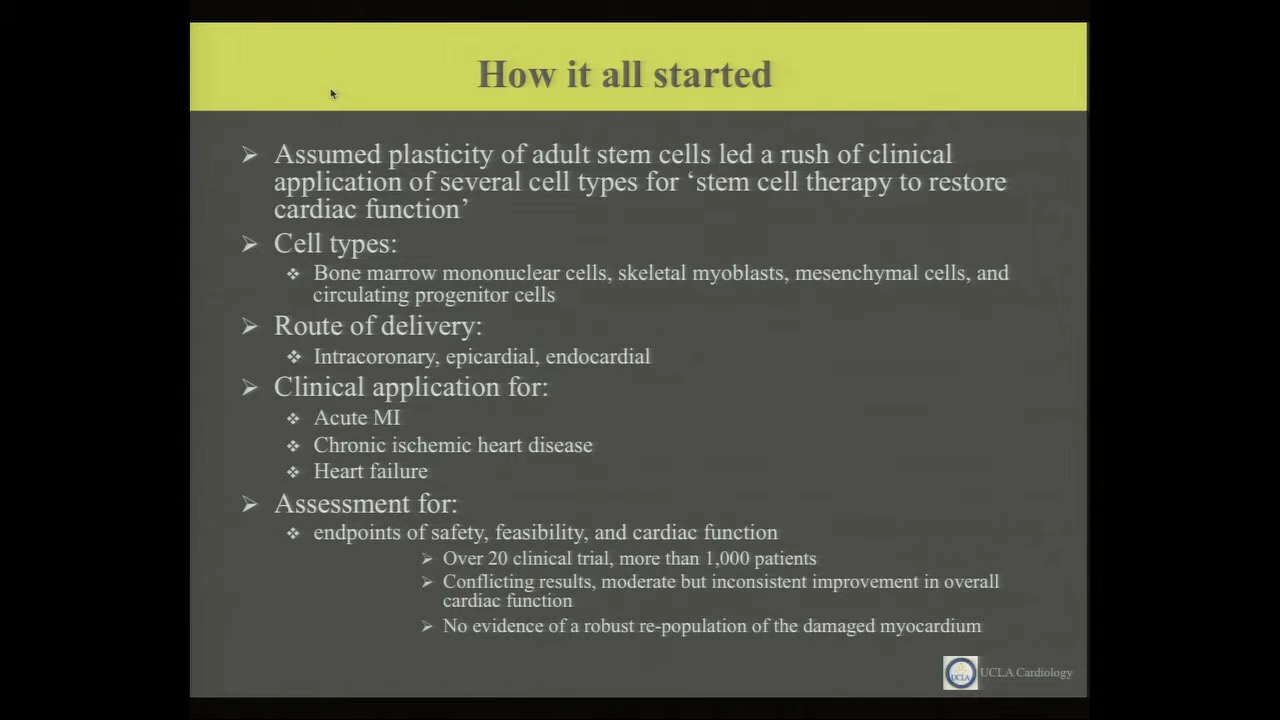 How it all started
Assumed plasticity of adult stem cells led a rush of clinical
application of several cell types for ‘stem cell therapy to restore
cardiac function’
Cell types:
Bone marrow mononuclear cells, skeletal myoblasts, mesenchymal cells, and
circulating progenitor cells
Route of delivery:
Intracoronary, epicardial, endocardial
Clinical application for:
Acute MI
Chronic ischemic heart disease
Heart failure
Assessment for:
endpoints of safety, feasibility, and cardiac function
Over 20 clinical trial, more than 1,000 patients
Conflicting results, moderate but inconsistent improvement in overall
cardiac function
No evidence of a robust re-population of the damaged myocardium
UCLA
UCLA Cardiology